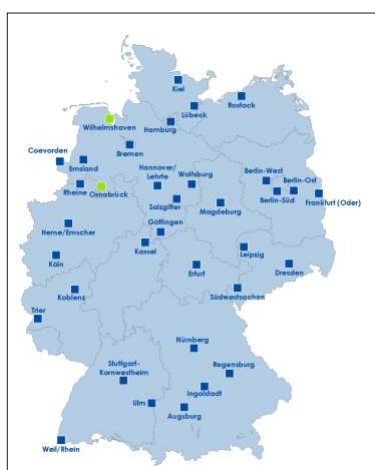 Kiel
Rostock
Lübeck
Wilhelmshaven
Hamburg
Bremen
Coevorden
Emsland
Hannover/
Lehrte
Wolfsburg
Berlin-West
Berlin-Ost
Rheine
Osnabrück
Salzgitter
Magdeburg
Berlin-Süd
Frankfurt (Oder)
Göttingen
Herne/Emscher
Kassel
Leipzig
Köln
Erfurt
Dresden
Koblenz
Südwestsachsen
Trier
Nürnberg
Stuttgart-
Kornwestheim
Regensburg
Ingolstadt
Ulm
Augsburg
Weil/Rhein